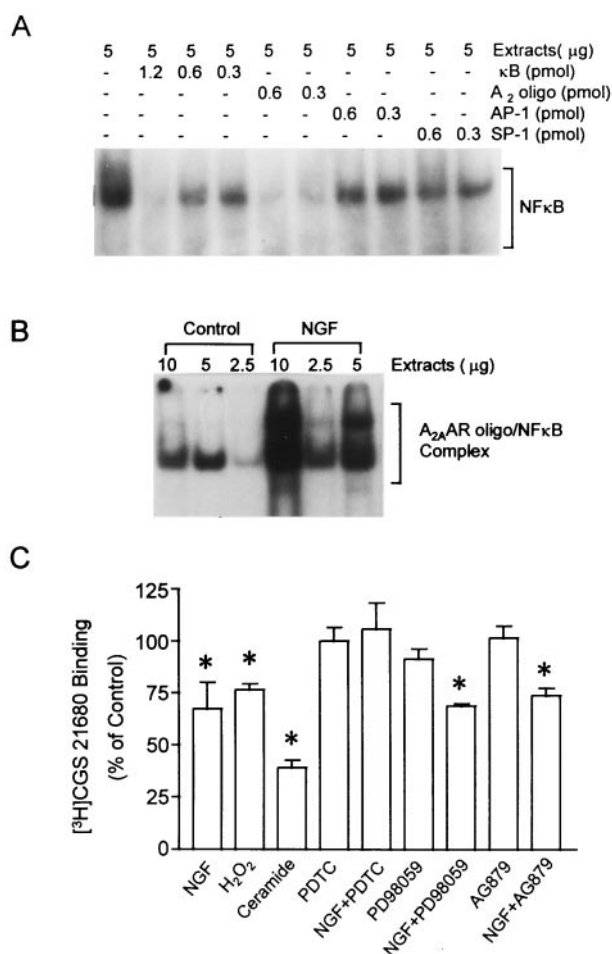 A
5 5 5 5 5 5 5 5 5 5 Extracts( μg)
- 1.2 0.6 0.3 - - - - - - κB (pmol)
- - - - 0.6 0.3 - - - - A 2 oligo (pmol)
- - - - - - 0.6 0.3 - - AP-1 (pmol)
- - - - - - - - 0.6 0.3 SP-1 (pmol)
NFκB
B
Control NGF
10 5 2.5 10 2.5 5 Extracts ( μg)
A2AAR oligo/NFκB
Complex
C
[³H]CGS 21680 Binding
(% of Control)
125
100
75
50
25
0
* * * * *
NGF
H₂O₂
Ceramide
PDTC
NGF+PDTC
PD98059
NGF+PD98059
AG879
NGF+AG879